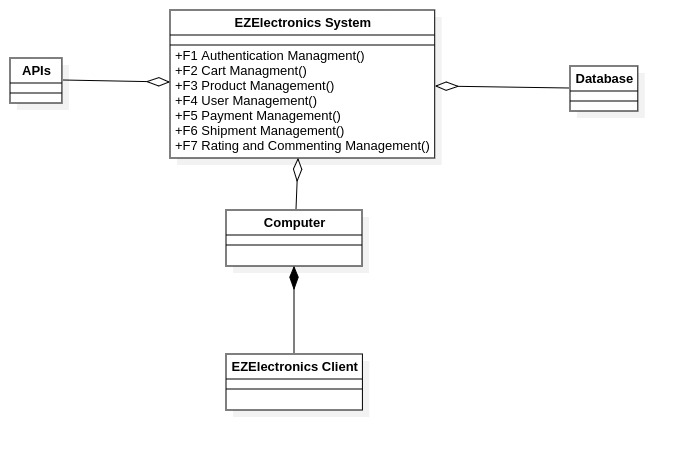 EZElectronics System
APIs
Database
+F1 Authentication Managment()
+F2 Cart Managment()
+F3 Product Management()
+F4 User Management()
+F5 Payment Management()
+F6 Shipment Management()
+F7 Rating and Commenting Management()
Computer
EZElectronics Client